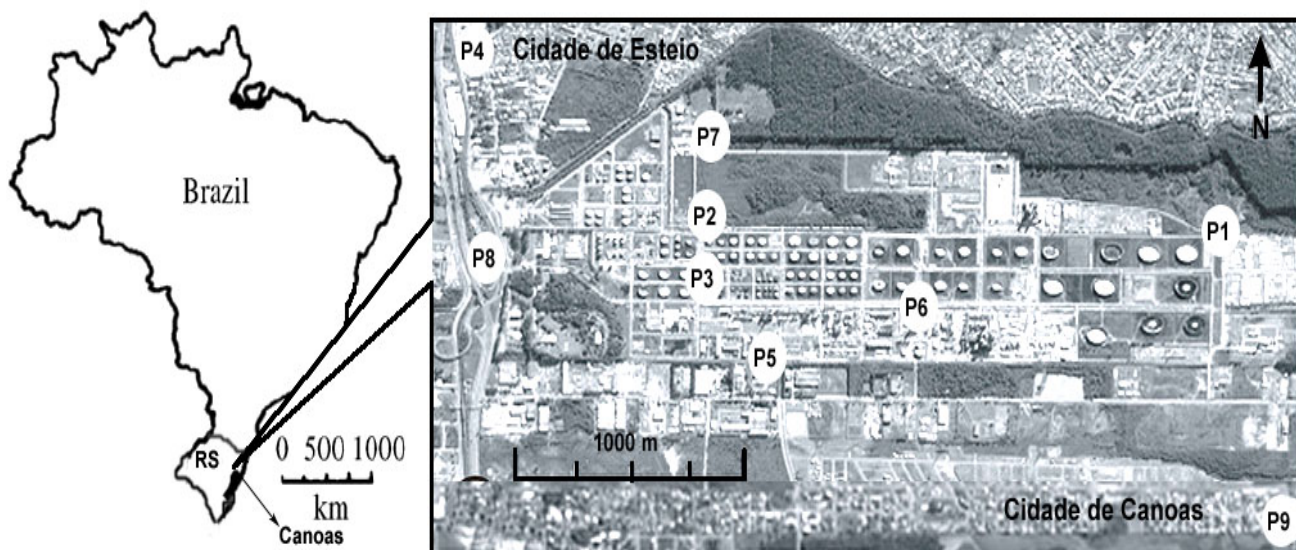 Brazil
RS
0 500 1000
km
Canoas
P4
Cidade de Esteio
N
P7
P2
P1
P8
P3
P6
P5
1000 m
Cidade de Canoas
P9